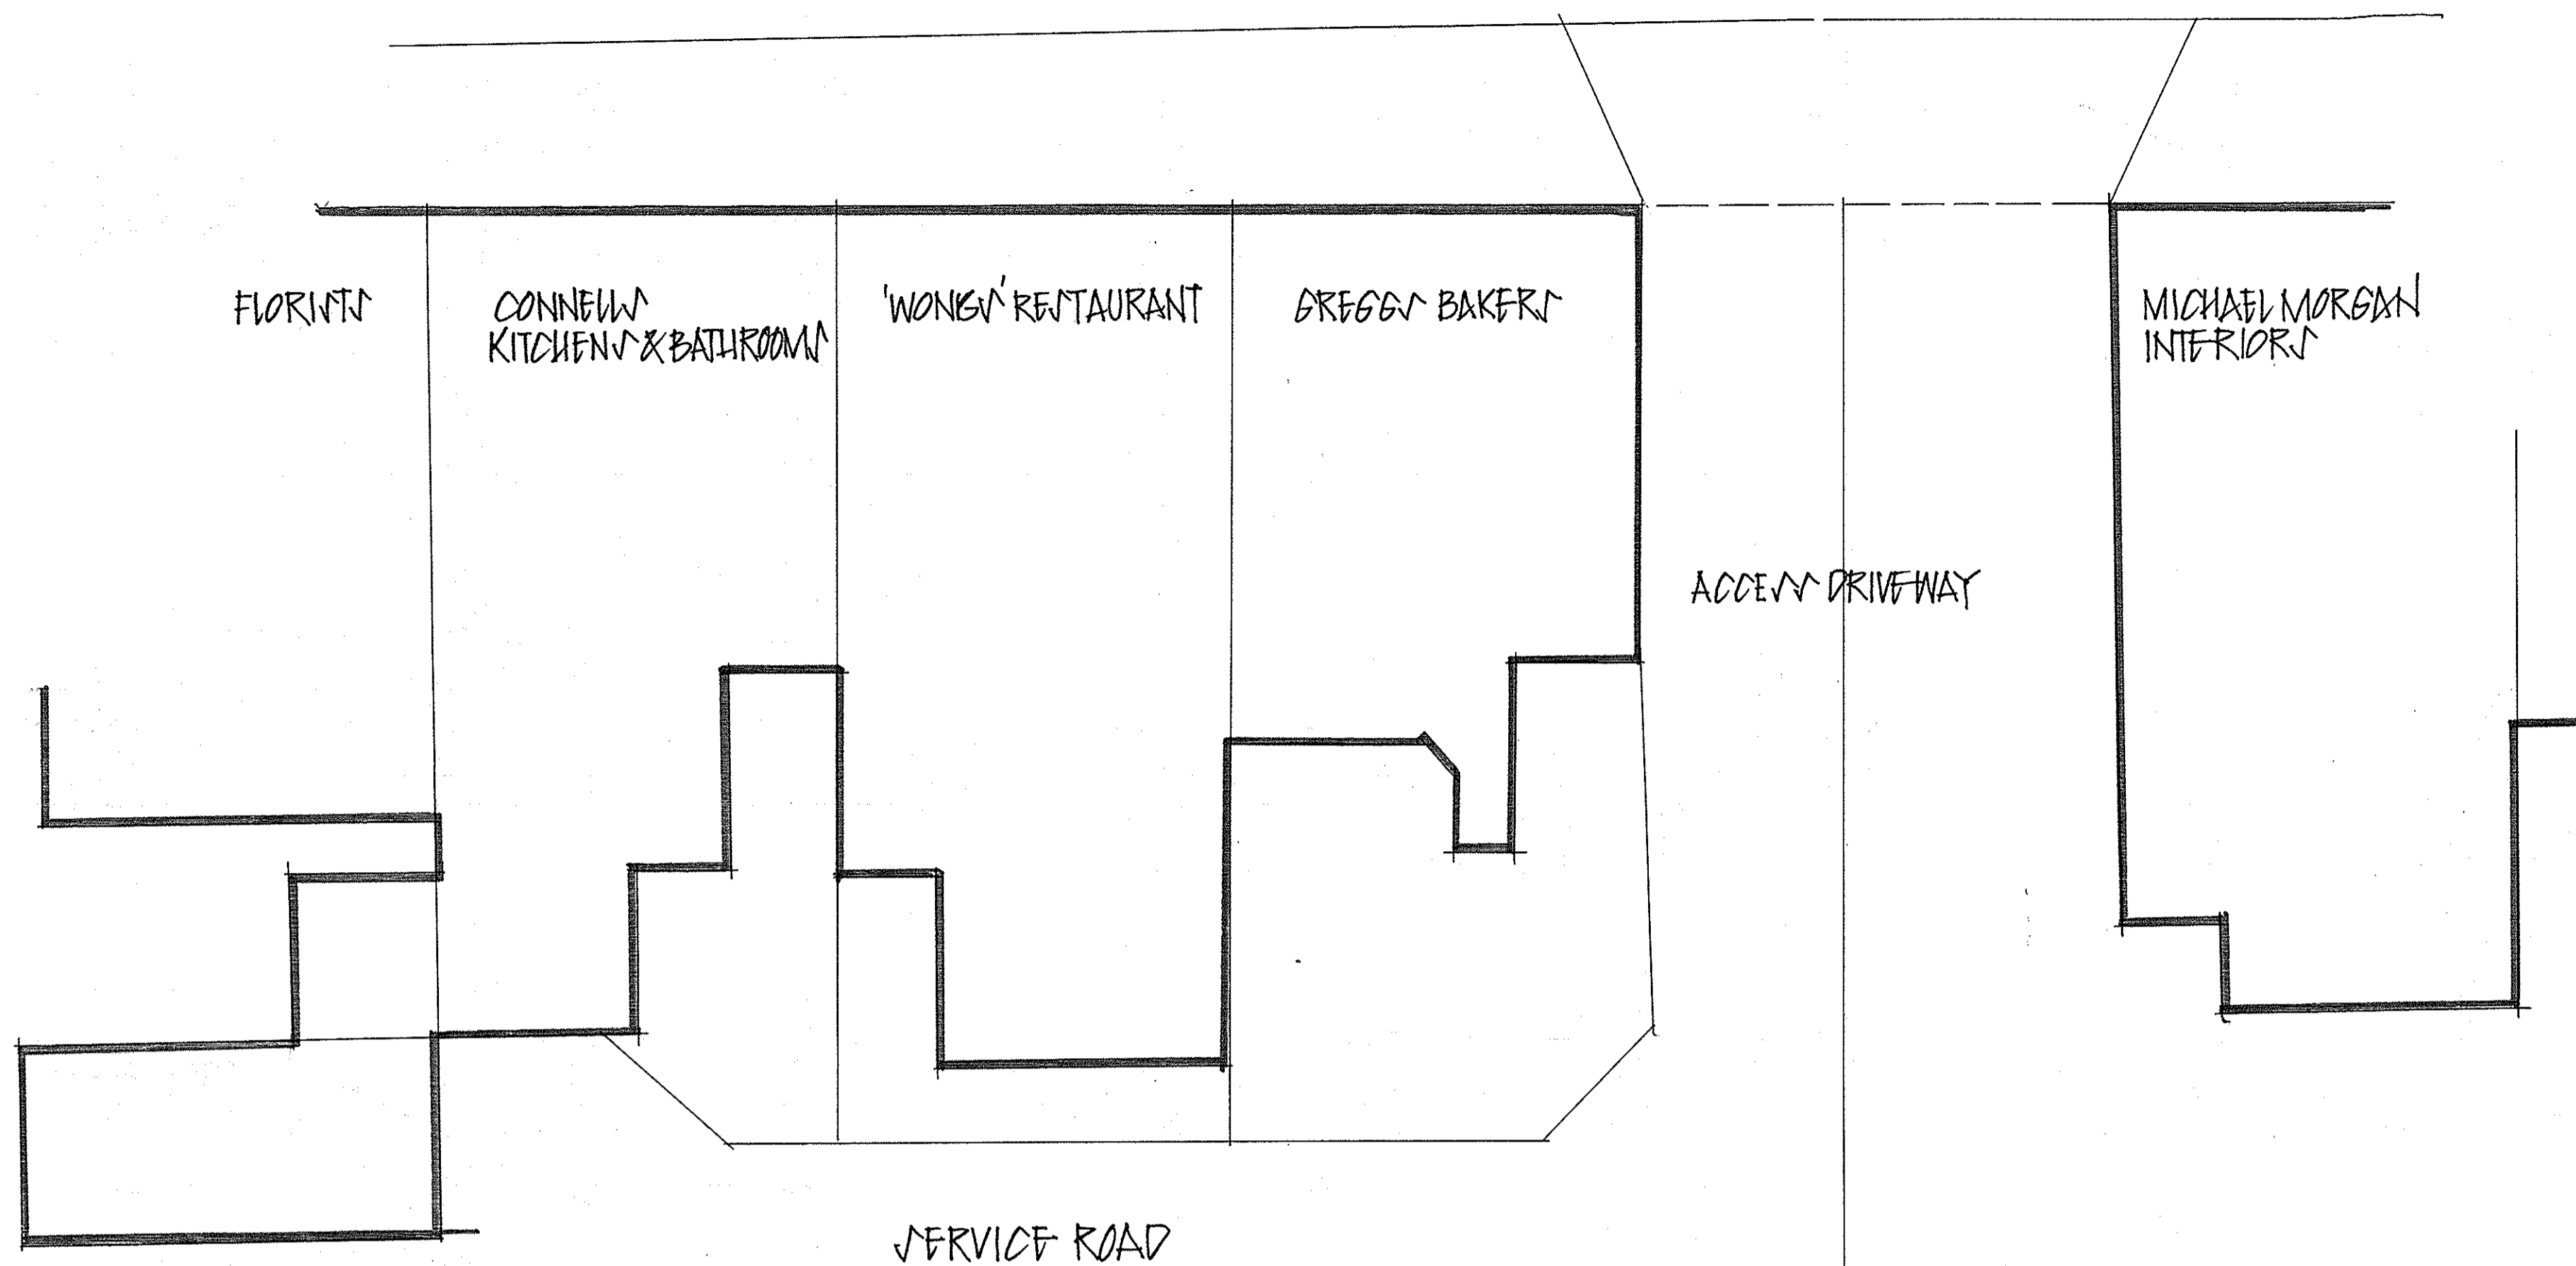 FLORISTS
CONNELLS
KITCHENS & BATHROOMS
'WONGS' RESTAURANT
GREGGS BAKERS
MICHAEL MORGAN
INTERIORS
ACCESS DRIVEWAY
SERVICE ROAD